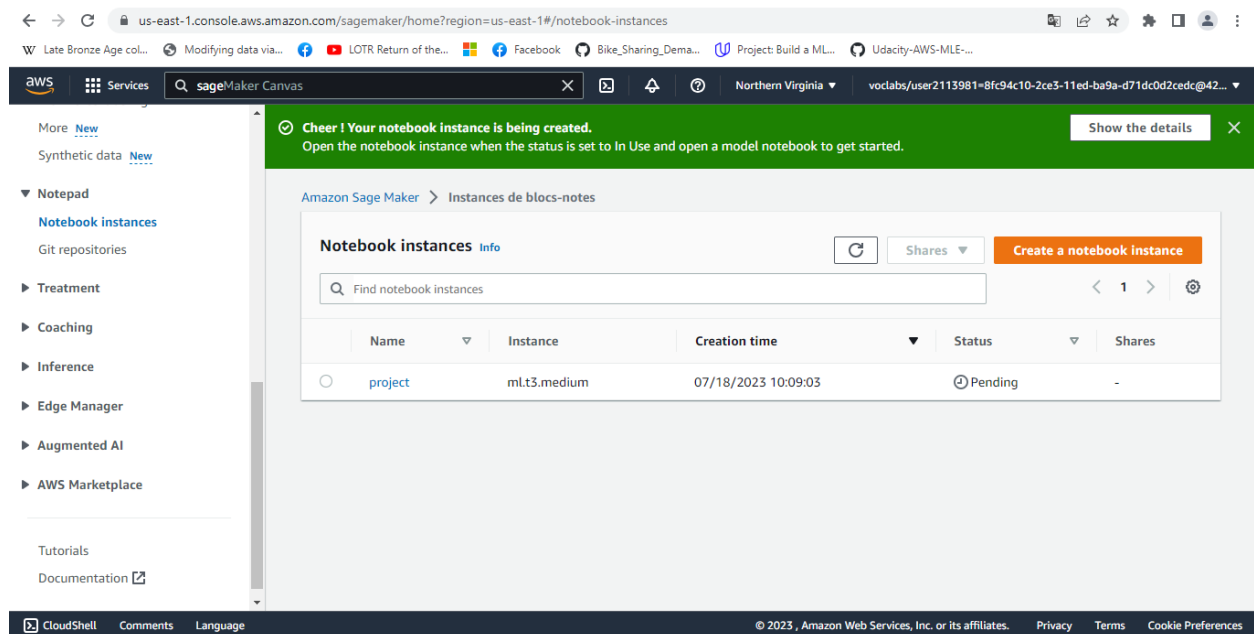 us-east-1.console.aws.amazon.com/sagemaker/home?region=us-east-1#/notebook-instances
W Late Bronze Age col... Modifying data via... LOTR Return of the... Facebook Bike_Sharing_Dema... Project: Build a ML... Udacity-AWS-MLE-...
aws Services sageMaker Canvas Northern Virginia voclabs/user2113981=8fc94c10-2ce3-11ed-ba9a-d71dc0d2cedc@42...
More New
Synthetic data New
Notepad
Notebook instances
Git repositories
Treatment
Coaching
Inference
Edge Manager
Augmented AI
AWS Marketplace
Tutorials
Documentation
Cheer ! Your notebook instance is being created.
Open the notebook instance when the status is set to In Use and open a model notebook to get started.
Show the details
Amazon Sage Maker > Instances de blocs-notes
Notebook instances Info
Shares
Create a notebook instance
Find notebook instances
1
Name Instance Creation time Status Shares
project ml.t3.medium 07/18/2023 10:09:03 Pending -
CloudShell Comments Language © 2023 , Amazon Web Services, Inc. or its affiliates. Privacy Terms Cookie Preferences